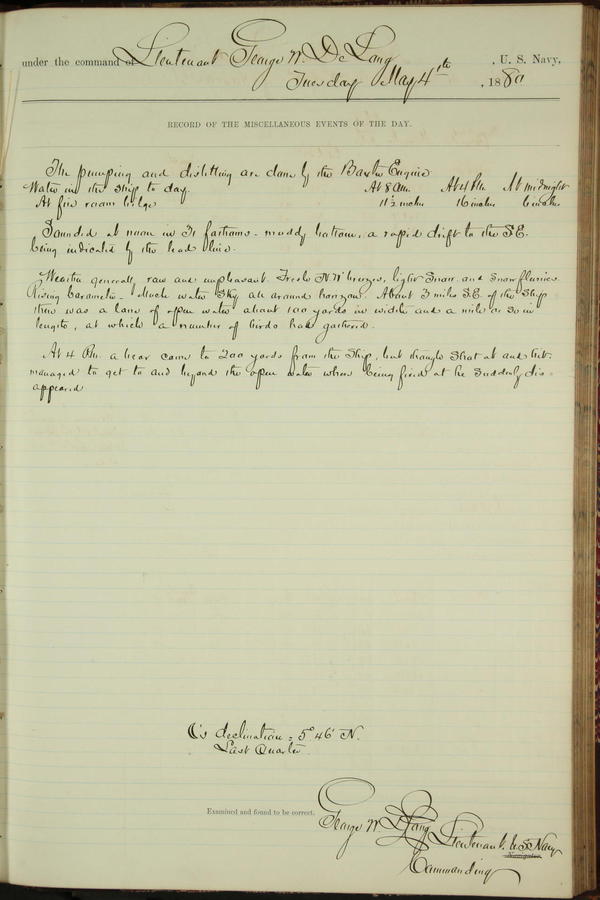 under the command of Lieutenant George W. De Long, U. S. Navy,
Tuesday May 4th, 1880
RECORD OF THE MISCELLANEOUS EVENTS OF THE DAY.
The pumping and distilling are done by the Baxter Engine
Water in the ship to day. At 8 am At 4 Pm At midnight
At fire room bilge 11½ inches 16 inches 6 inches
Sounded at noon in fathoms - muddy bottom, a rapid drift to the SE.
being indicated by the lead line.
Weather generally raw and unpleasant. Fresh N.W. breezes, light snow and snow flurries
Rising barometer. Much water sky all around horizon. About 3 miles S.E. of the ship
there was a lane of open water about 100 yards in width and a mile or so in
length, at which a number of birds had gathered.
At 4 Pm. a bear came to 200 yards from the ship, but though shot at and hit
managed to get to and beyond the open water when being fired at he suddenly dis-
appeared
☾'s declination = 5° 46' N.
Last Quarter
Examined and found to be correct.
George W. De Long Lieutenant U.S. Navy
Navigator.
Commanding